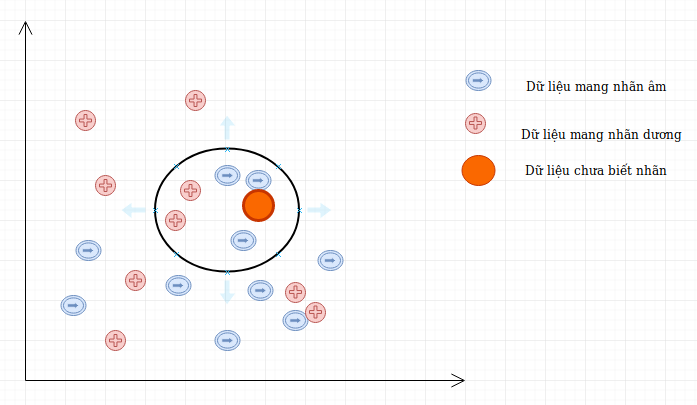 Dữ liệu mang nhãn âm
Dữ liệu mang nhãn dương
Dữ liệu chưa biết nhãn